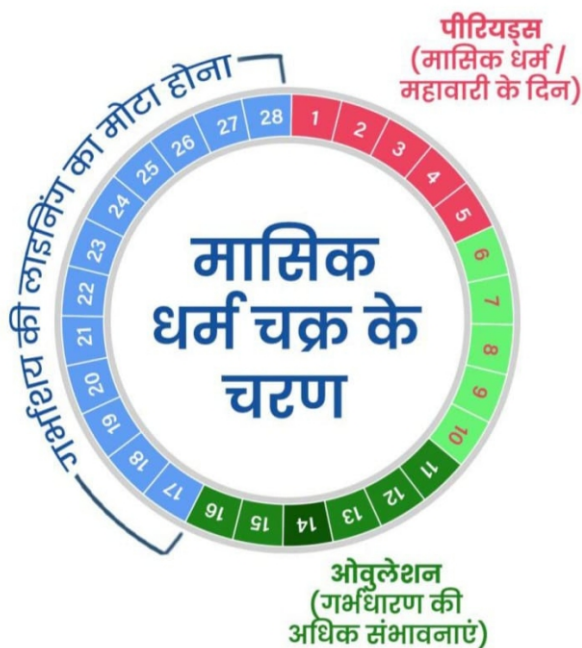 पीरियड्स
(मासिक धर्म /
महावारी के दिन)
गर्भाशय की लाइनिंग का मोटा होना
1
2
3
4
5
6
7
8
9
10
11
12
13
14
15
16
17
18
19
20
21
22
23
24
25
26
27
28
मासिक
धर्म चक्र के
चरण
ओवुलेशन
(गर्भधारण की
अधिक संभावनाएं)